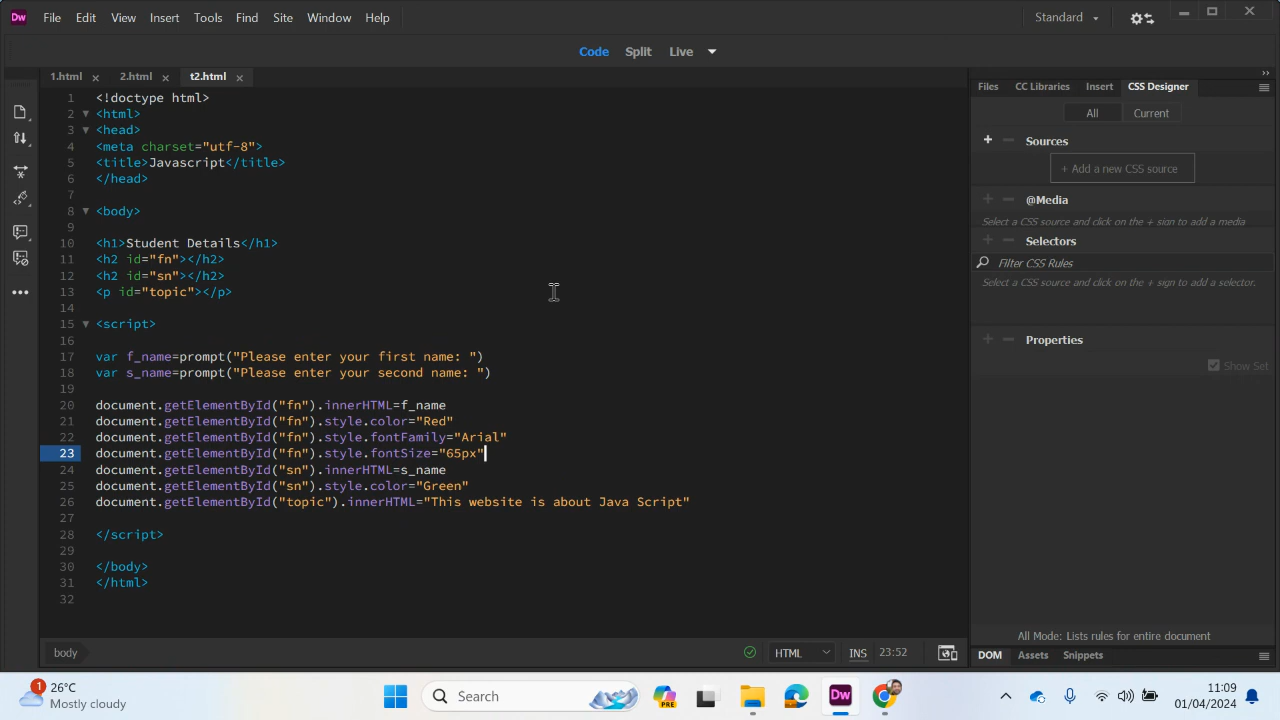 Dw File Edit View Insert Tools Find Site Window Help Standard
Code Split Live
1.html 2.html t2.html
Files CC Libraries Insert CSS Designer
All Current
+ Sources
+ Add a new CSS source
@Media
Select a CSS source and click on the + sign to add a media
Selectors
Filter CSS Rules
Select a CSS source and click on the + sign to add a selector.
Properties
Show Set
1 <!doctype html>
2 <html>
3 <head>
4 <meta charset="utf-8">
5 <title>Javascript</title>
6 </head>
7
8 <body>
9
10 <h1>Student Details</h1>
11 <h2 id="fn"></h2>
12 <h2 id="sn"></h2>
13 <p id="topic"></p>
14
15 <script>
16
17 var f_name=prompt("Please enter your first name: ")
18 var s_name=prompt("Please enter your second name: ")
19
20 document.getElementById("fn").innerHTML=f_name
21 document.getElementById("fn").style.color="Red"
22 document.getElementById("fn").style.fontFamily="Arial"
23 document.getElementById("fn").style.fontSize="65px"
24 document.getElementById("sn").innerHTML=s_name
25 document.getElementById("sn").style.color="Green"
26 document.getElementById("topic").innerHTML="This website is about Java Script"
27
28 </script>
29
30 </body>
31 </html>
32
All Mode: Lists rules for entire document
body HTML INS 23:52
DOM Assets Snippets
1 26°C
Mostly cloudy
Search
PRE
Dw
11:09
01/04/2024